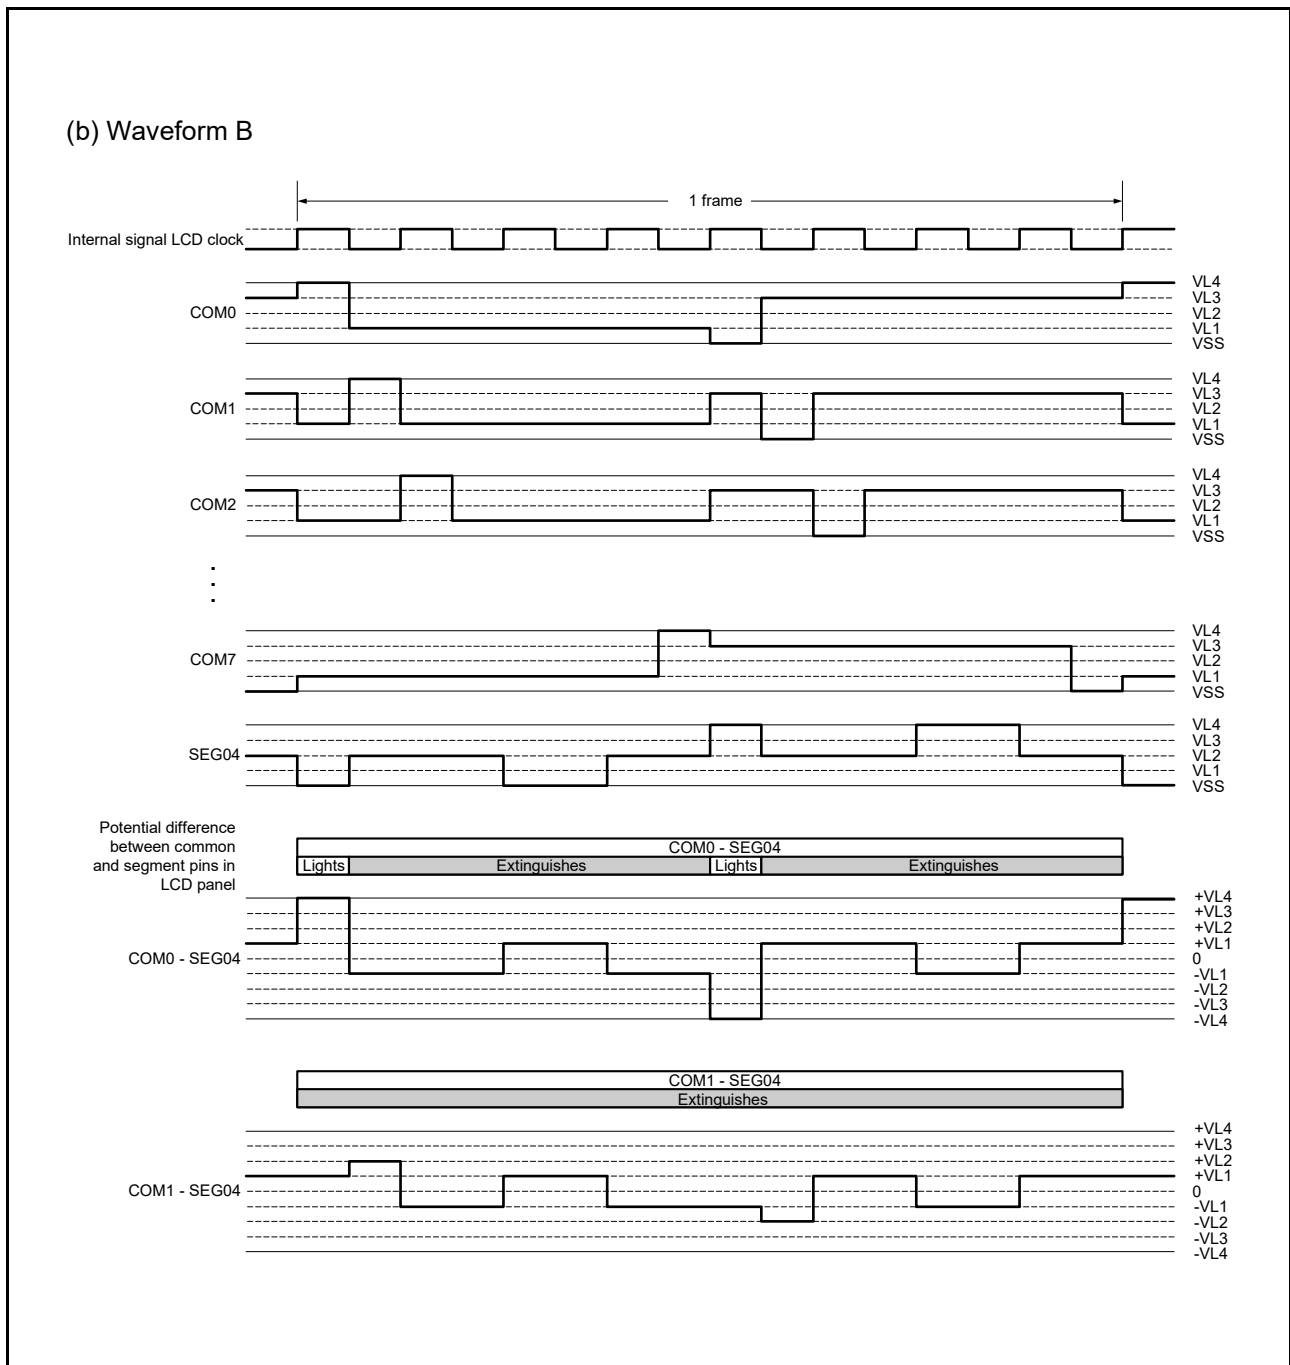 (b) Waveform B
1 frame
Internal signal LCD clock
COM0
VL4
VL3
VL2
VL1
VSS
COM1
VL4
VL3
VL2
VL1
VSS
COM2
VL4
VL3
VL2
VL1
VSS
COM7
VL4
VL3
VL2
VL1
VSS
SEG04
VL4
VL3
VL2
VL1
VSS
Potential difference
between common
and segment pins in
LCD panel
COM0 - SEG04
Lights Extinguishes Lights Extinguishes
COM0 - SEG04
+VL4
+VL3
+VL2
+VL1
0
-VL1
-VL2
-VL3
-VL4
COM1 - SEG04
Extinguishes
COM1 - SEG04
+VL4
+VL3
+VL2
+VL1
0
-VL1
-VL2
-VL3
-VL4